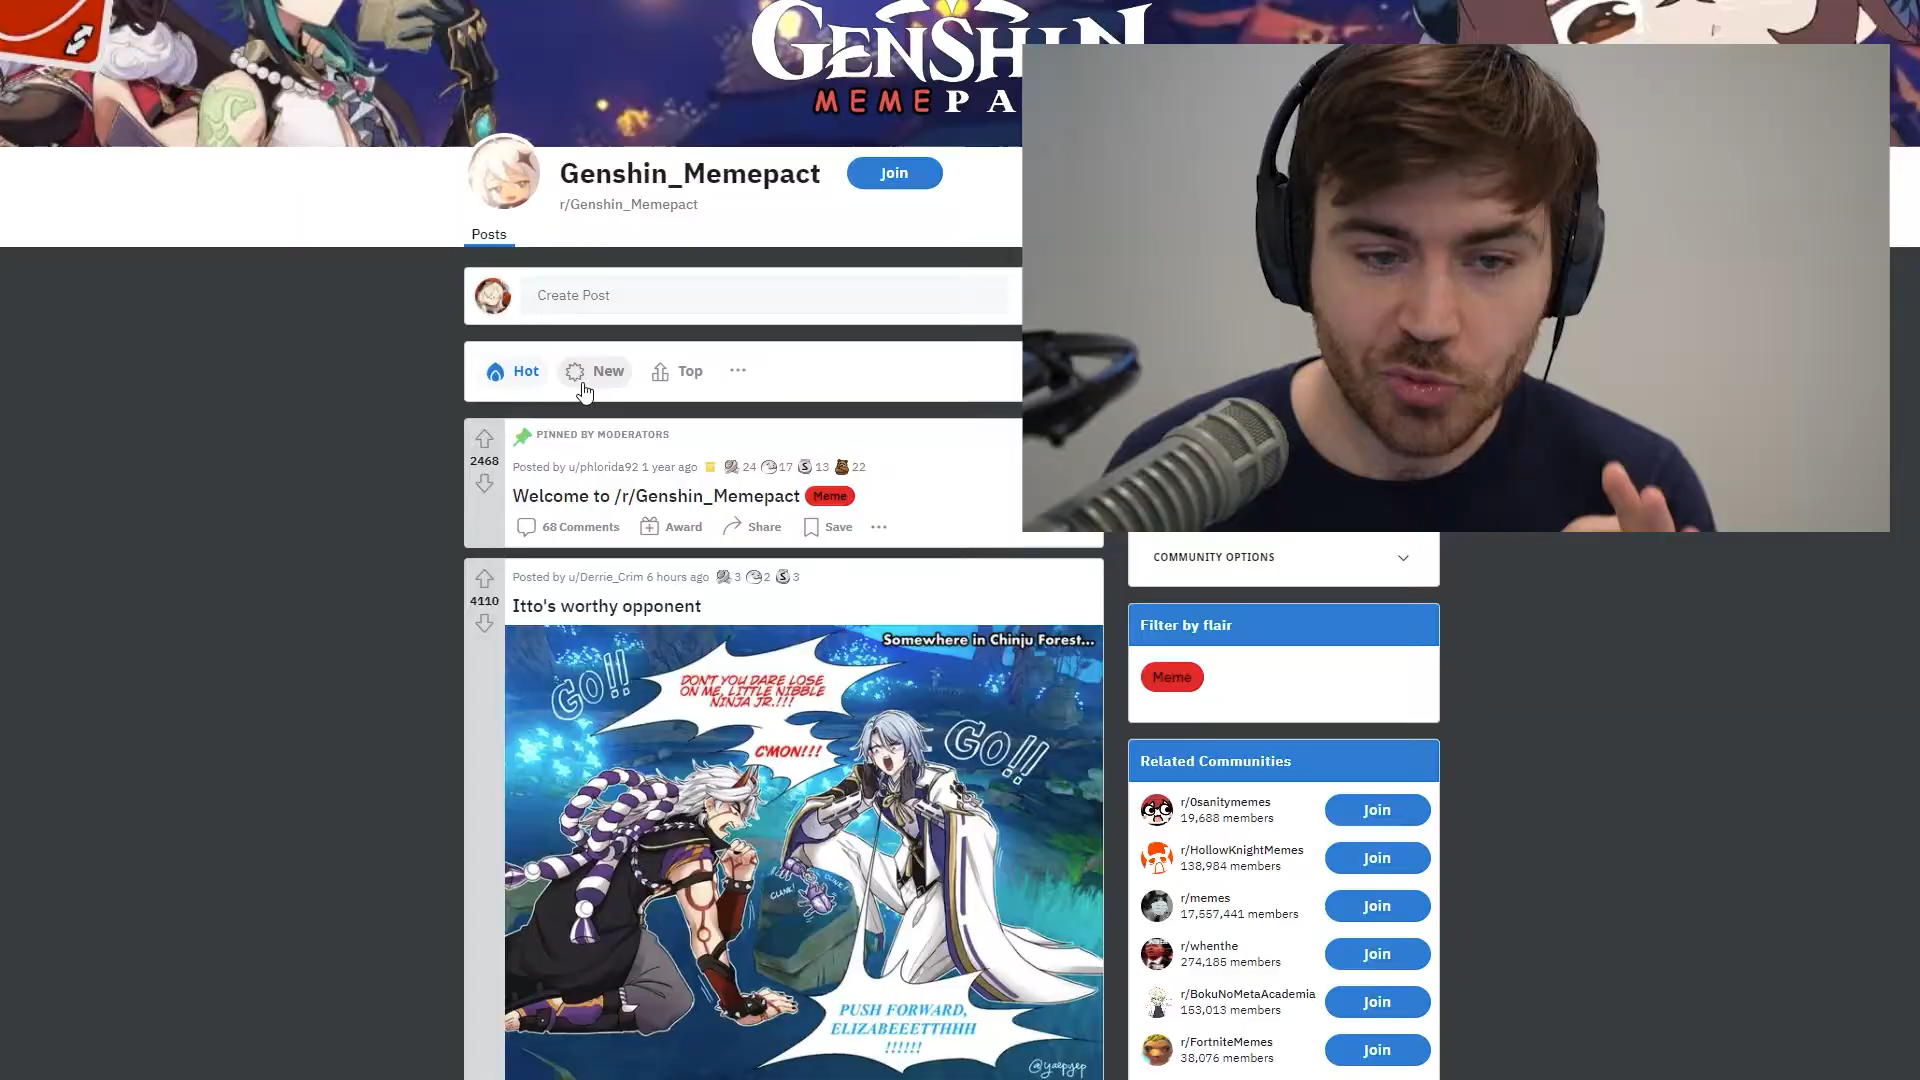 GENSHIN
MEMEPA
Genshin_Memepact
Join
r/Genshin_Memepact
Posts
Create Post
Hot
New
Top
PINNED BY MODERATORS
2468
Posted by u/phlorida92 1 year ago 24 17 13 22
Welcome to /r/Genshin_Memepact Meme
68 Comments Award Share Save
Posted by u/Derrie_Crim 6 hours ago 3 2 3
4110
Itto's worthy opponent
Somewhere in Chinju Forest...
GO!!
DON'T YOU DARE LOSE
ON ME, LITTLE NIBBLE
NINJA JR.!!!
C'MON!!!
GO!!
CLINK!
CLINK!
PUSH FORWARD,
ELIZABEEETTHHH
!!!!!!
@yaepyep
COMMUNITY OPTIONS
Filter by flair
Meme
Related Communities
r/0sanitymemes
19,688 members
Join
r/HollowKnightMemes
138,984 members
Join
r/memes
17,557,441 members
Join
r/whenthe
274,185 members
Join
r/BokuNoMetaAcademia
153,013 members
Join
r/FortniteMemes
38,076 members
Join